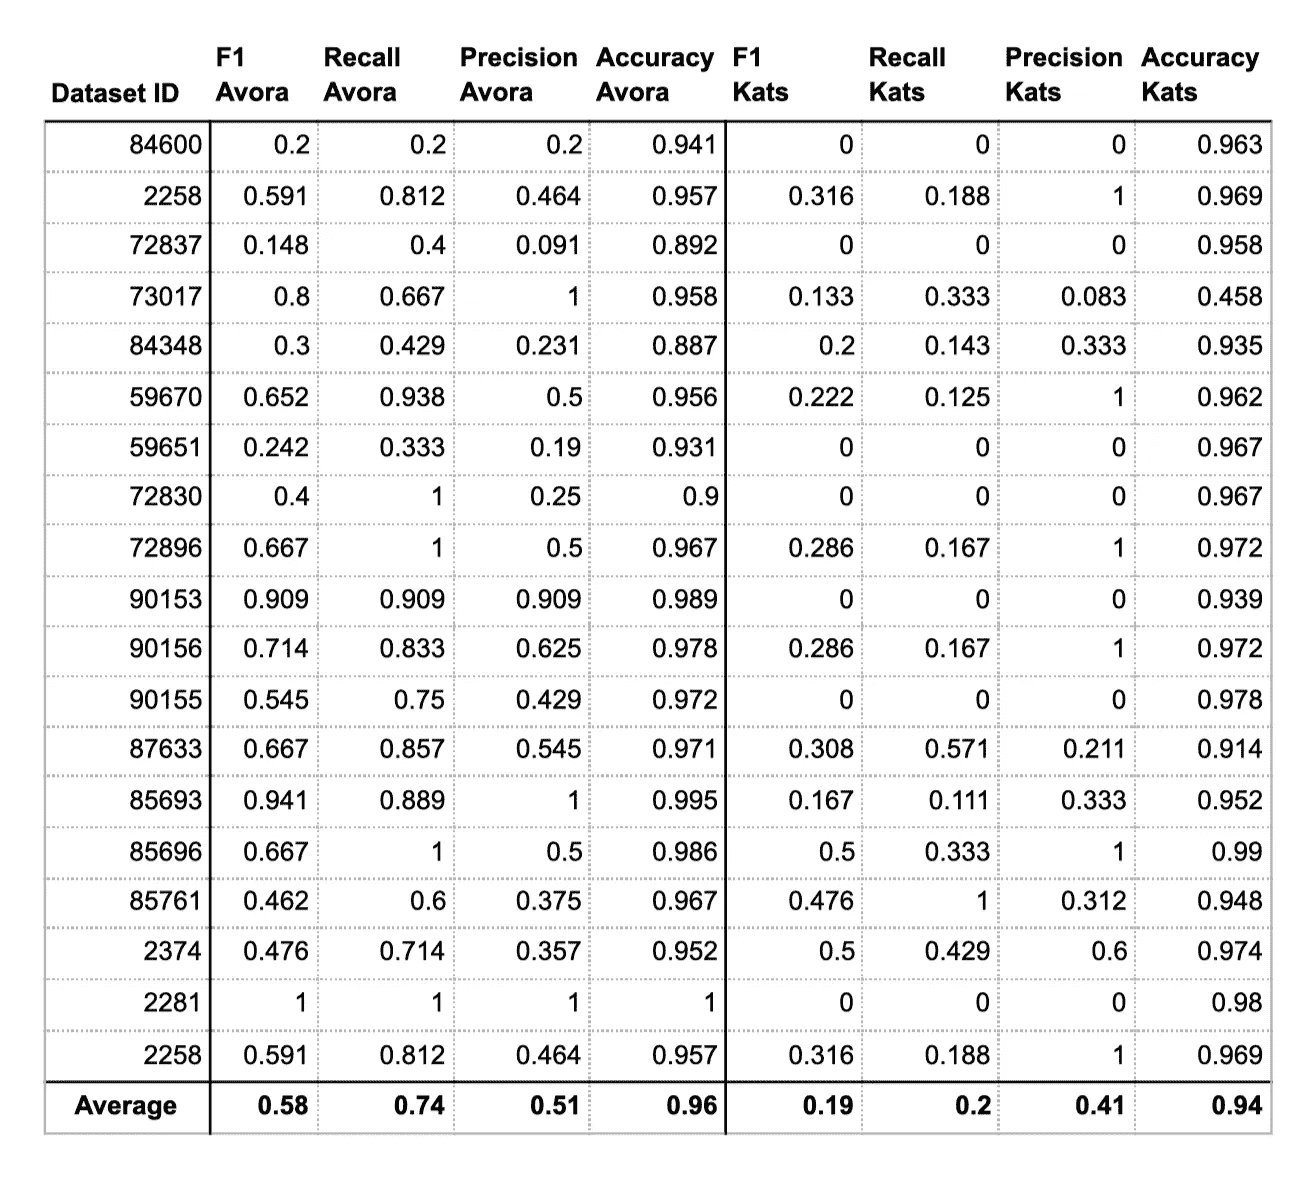 F1 Recall Precision Accuracy F1 Recall Precision Accuracy
Dataset ID Avora Avora Avora Avora Kats Kats Kats Kats
84600 0.2 0.2 0.2 0.941 0 0 0 0.963
2258 0.591 0.812 0.464 0.957 0.316 0.188 1 0.969
72837 0.148 0.4 0.091 0.892 0 0 0 0.958
73017 0.8 0.667 1 0.958 0.133 0.333 0.083 0.458
84348 0.3 0.429 0.231 0.887 0.2 0.143 0.333 0.935
59670 0.652 0.938 0.5 0.956 0.222 0.125 1 0.962
59651 0.242 0.333 0.19 0.931 0 0 0 0.967
72830 0.4 1 0.25 0.9 0 0 0 0.967
72896 0.667 1 0.5 0.967 0.286 0.167 1 0.972
90153 0.909 0.909 0.909 0.989 0 0 0 0.939
90156 0.714 0.833 0.625 0.978 0.286 0.167 1 0.972
90155 0.545 0.75 0.429 0.972 0 0 0 0.978
87633 0.667 0.857 0.545 0.971 0.308 0.571 0.211 0.914
85693 0.941 0.889 1 0.995 0.167 0.111 0.333 0.952
85696 0.667 1 0.5 0.986 0.5 0.333 1 0.99
85761 0.462 0.6 0.375 0.967 0.476 1 0.312 0.948
2374 0.476 0.714 0.357 0.952 0.5 0.429 0.6 0.974
2281 1 1 1 1 0 0 0 0.98
2258 0.591 0.812 0.464 0.957 0.316 0.188 1 0.969
Average 0.58 0.74 0.51 0.96 0.19 0.2 0.41 0.94